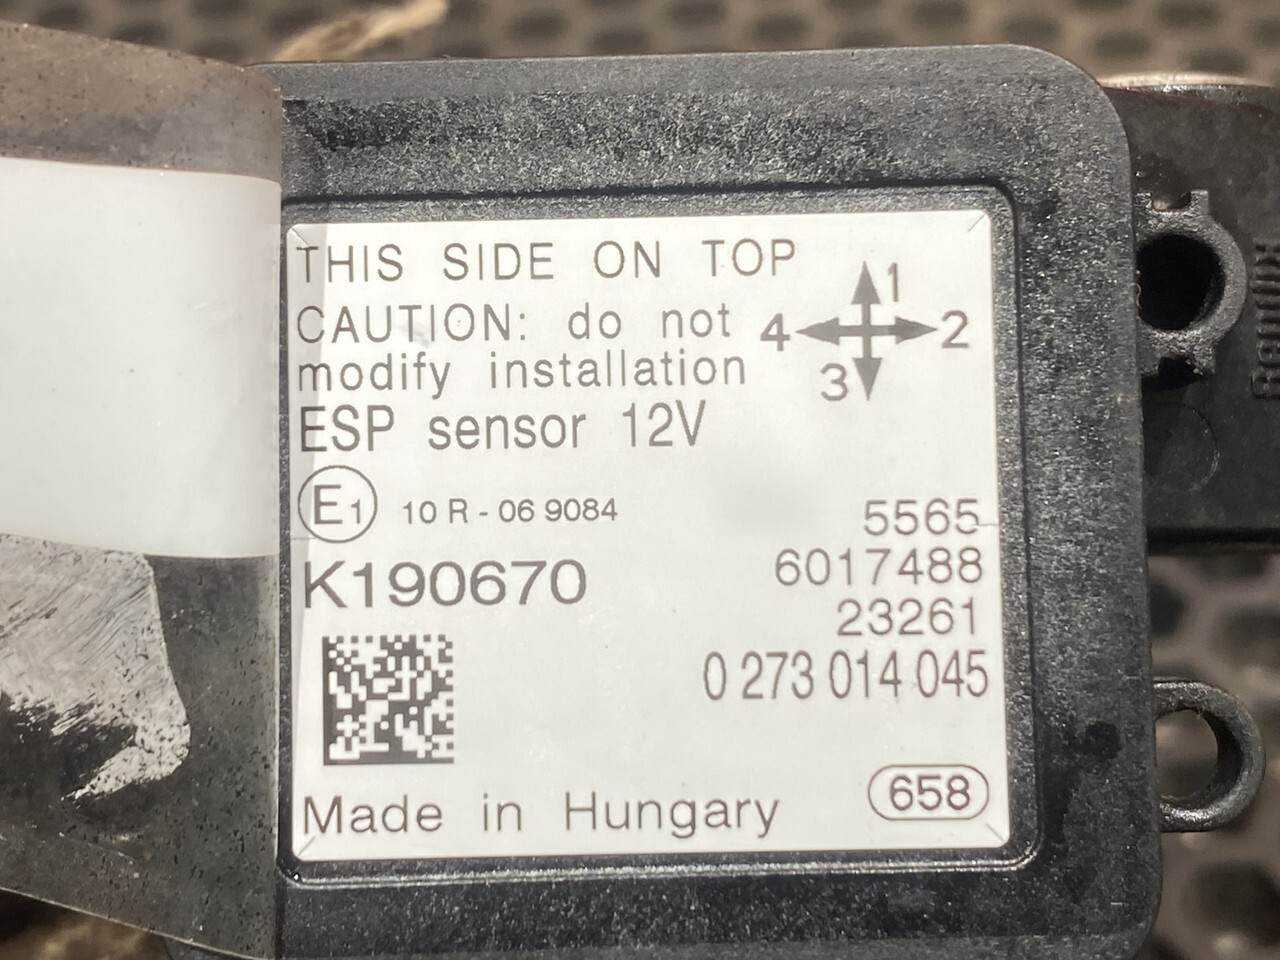 THIS SIDE ON TOP
CAUTION: do not
modify installation
1
4 2
3
ESP sensor 12V
E1 10 R - 06 9084
5565
K190670
6017488
23261
0 273 014 045
Made in Hungary
658